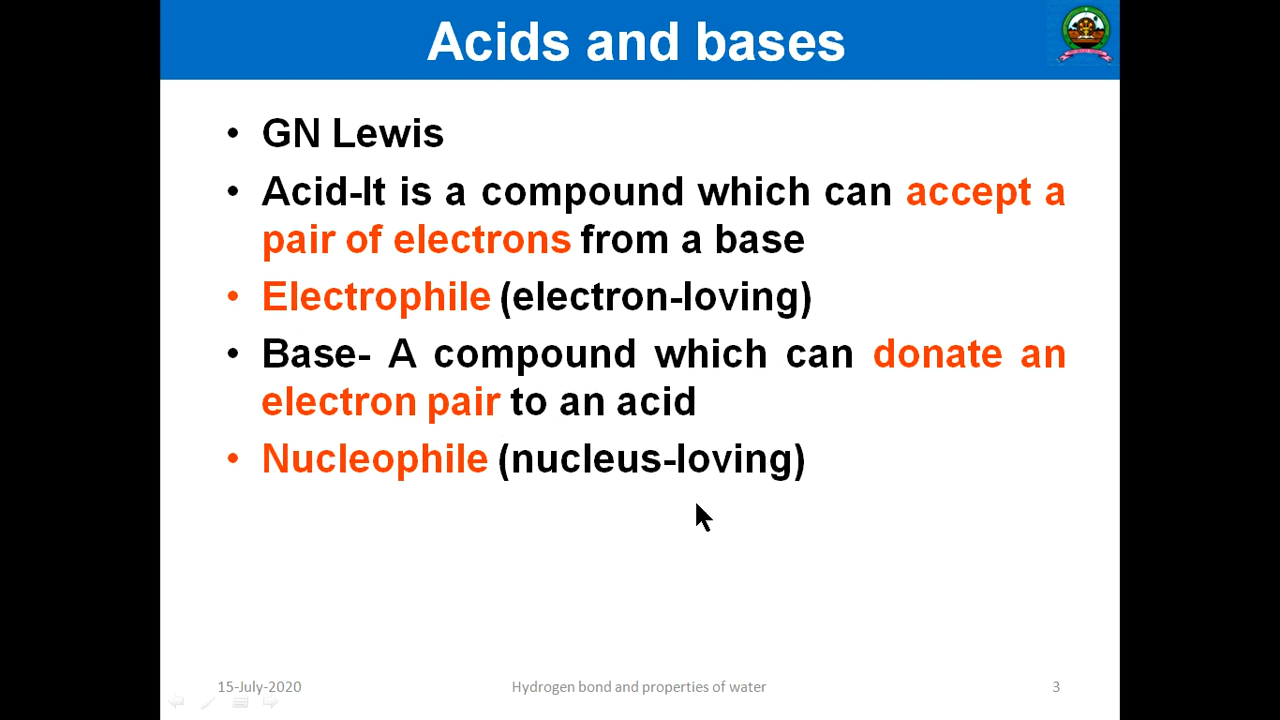 Acids and bases
• GN Lewis
• Acid-It is a compound which can accept a
pair of electrons from a base
• Electrophile (electron-loving)
• Base- A compound which can donate an
electron pair to an acid
• Nucleophile (nucleus-loving)
15-July-2020 Hydrogen bond and properties of water 3